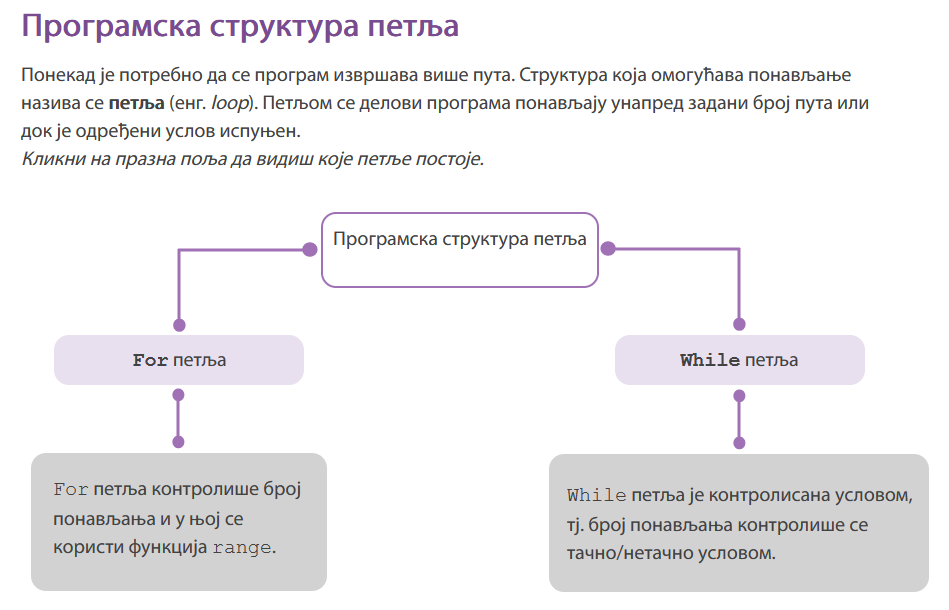 Програмска структура петља
Понекад је потребно да се програм извршава више пута. Структура која омогућава понављање
назива се петља (енг. loop). Петљом се делови програма понављају унапред задани број пута или
док је одређени услов испуњен.
Кликни на празна поља да видиш које петље постоје.
Програмска структура петља
For петља
While петља
For петља контролише број
понављања и у њој се
користи функција range.
While петља је контролисана условом,
тј. број понављања контролише се
тачно/нетачно условом.